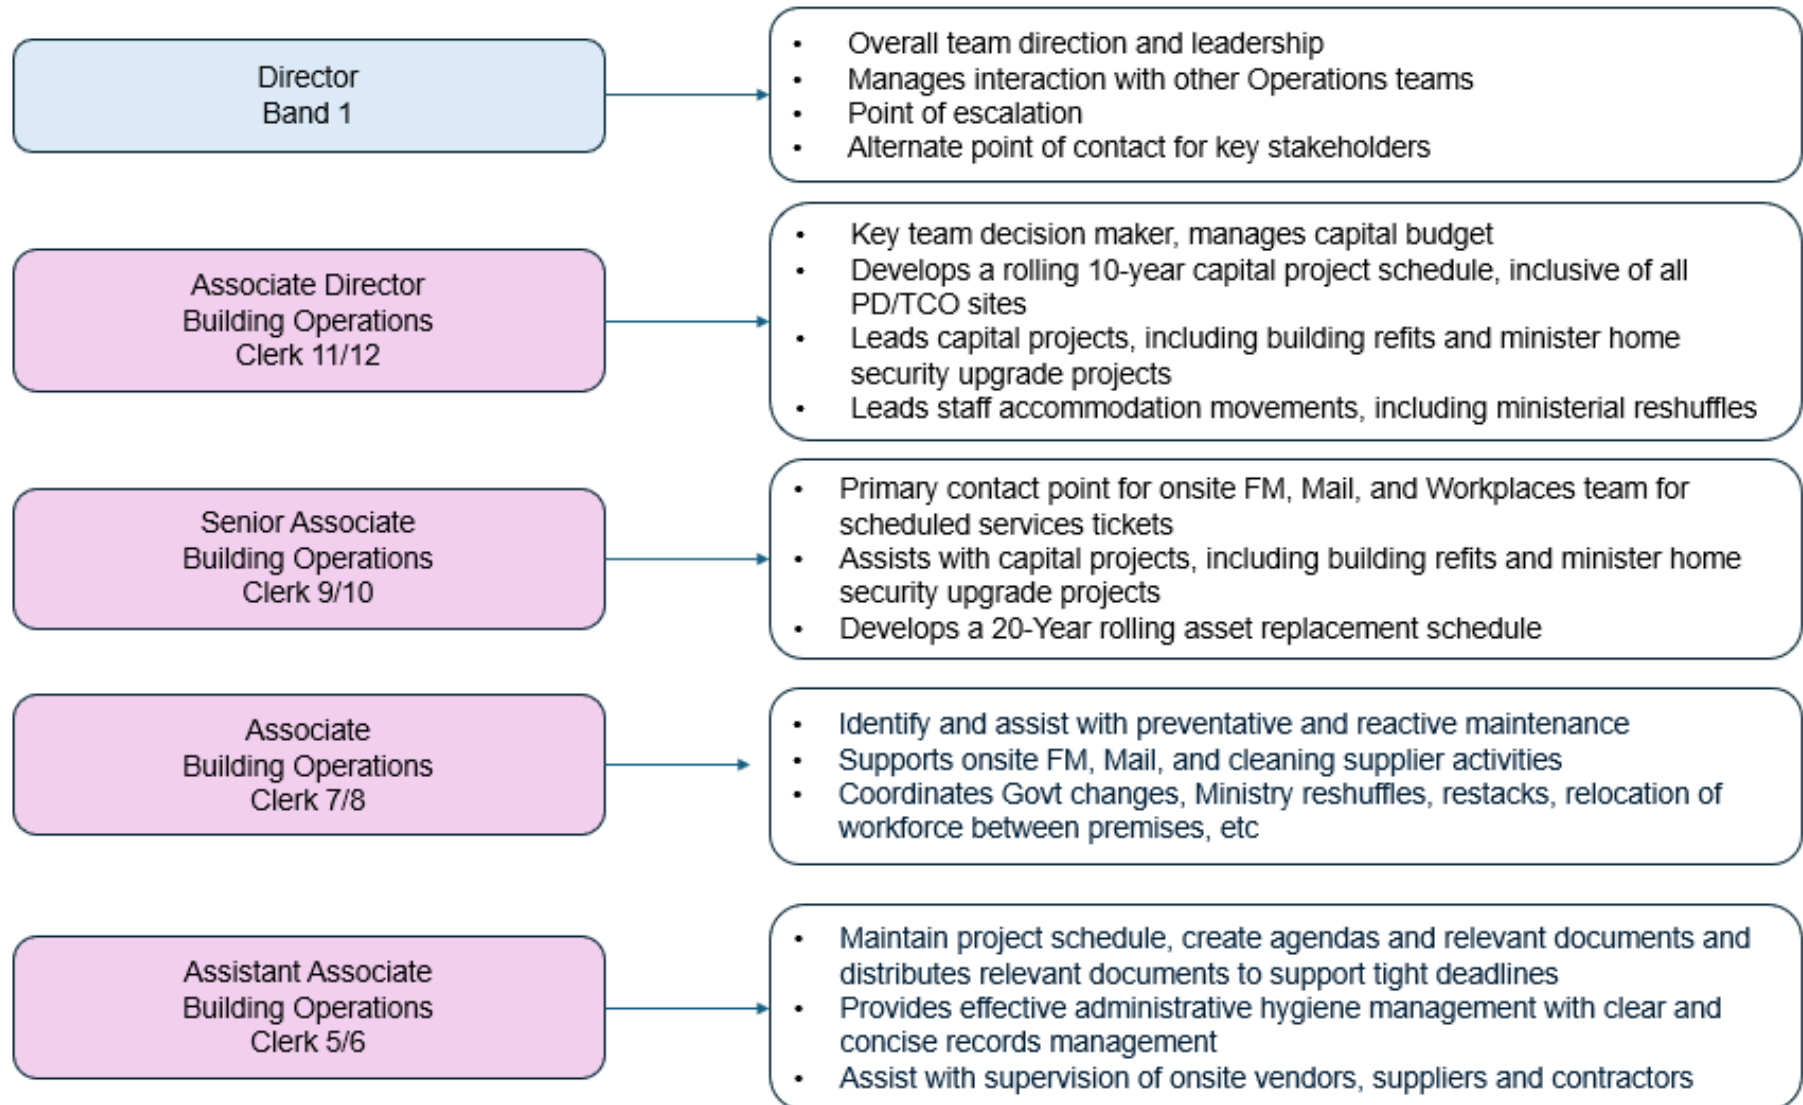 Director
Band 1
• Overall team direction and leadership
• Manages interaction with other Operations teams
• Point of escalation
• Alternate point of contact for key stakeholders
Associate Director
Building Operations
Clerk 11/12
• Key team decision maker, manages capital budget
• Develops a rolling 10-year capital project schedule, inclusive of all
PD/TCO sites
• Leads capital projects, including building refits and minister home
security upgrade projects
• Leads staff accommodation movements, including ministerial reshuffles
Senior Associate
Building Operations
Clerk 9/10
• Primary contact point for onsite FM, Mail, and Workplaces team for
scheduled services tickets
• Assists with capital projects, including building refits and minister home
security upgrade projects
• Develops a 20-Year rolling asset replacement schedule
Associate
Building Operations
Clerk 7/8
• Identify and assist with preventative and reactive maintenance
• Supports onsite FM, Mail, and cleaning supplier activities
• Coordinates Govt changes, Ministry reshuffles, restacks, relocation of
workforce between premises, etc
Assistant Associate
Building Operations
Clerk 5/6
• Maintain project schedule, create agendas and relevant documents and
distributes relevant documents to support tight deadlines
• Provides effective administrative hygiene management with clear and
concise records management
• Assist with supervision of onsite vendors, suppliers and contractors